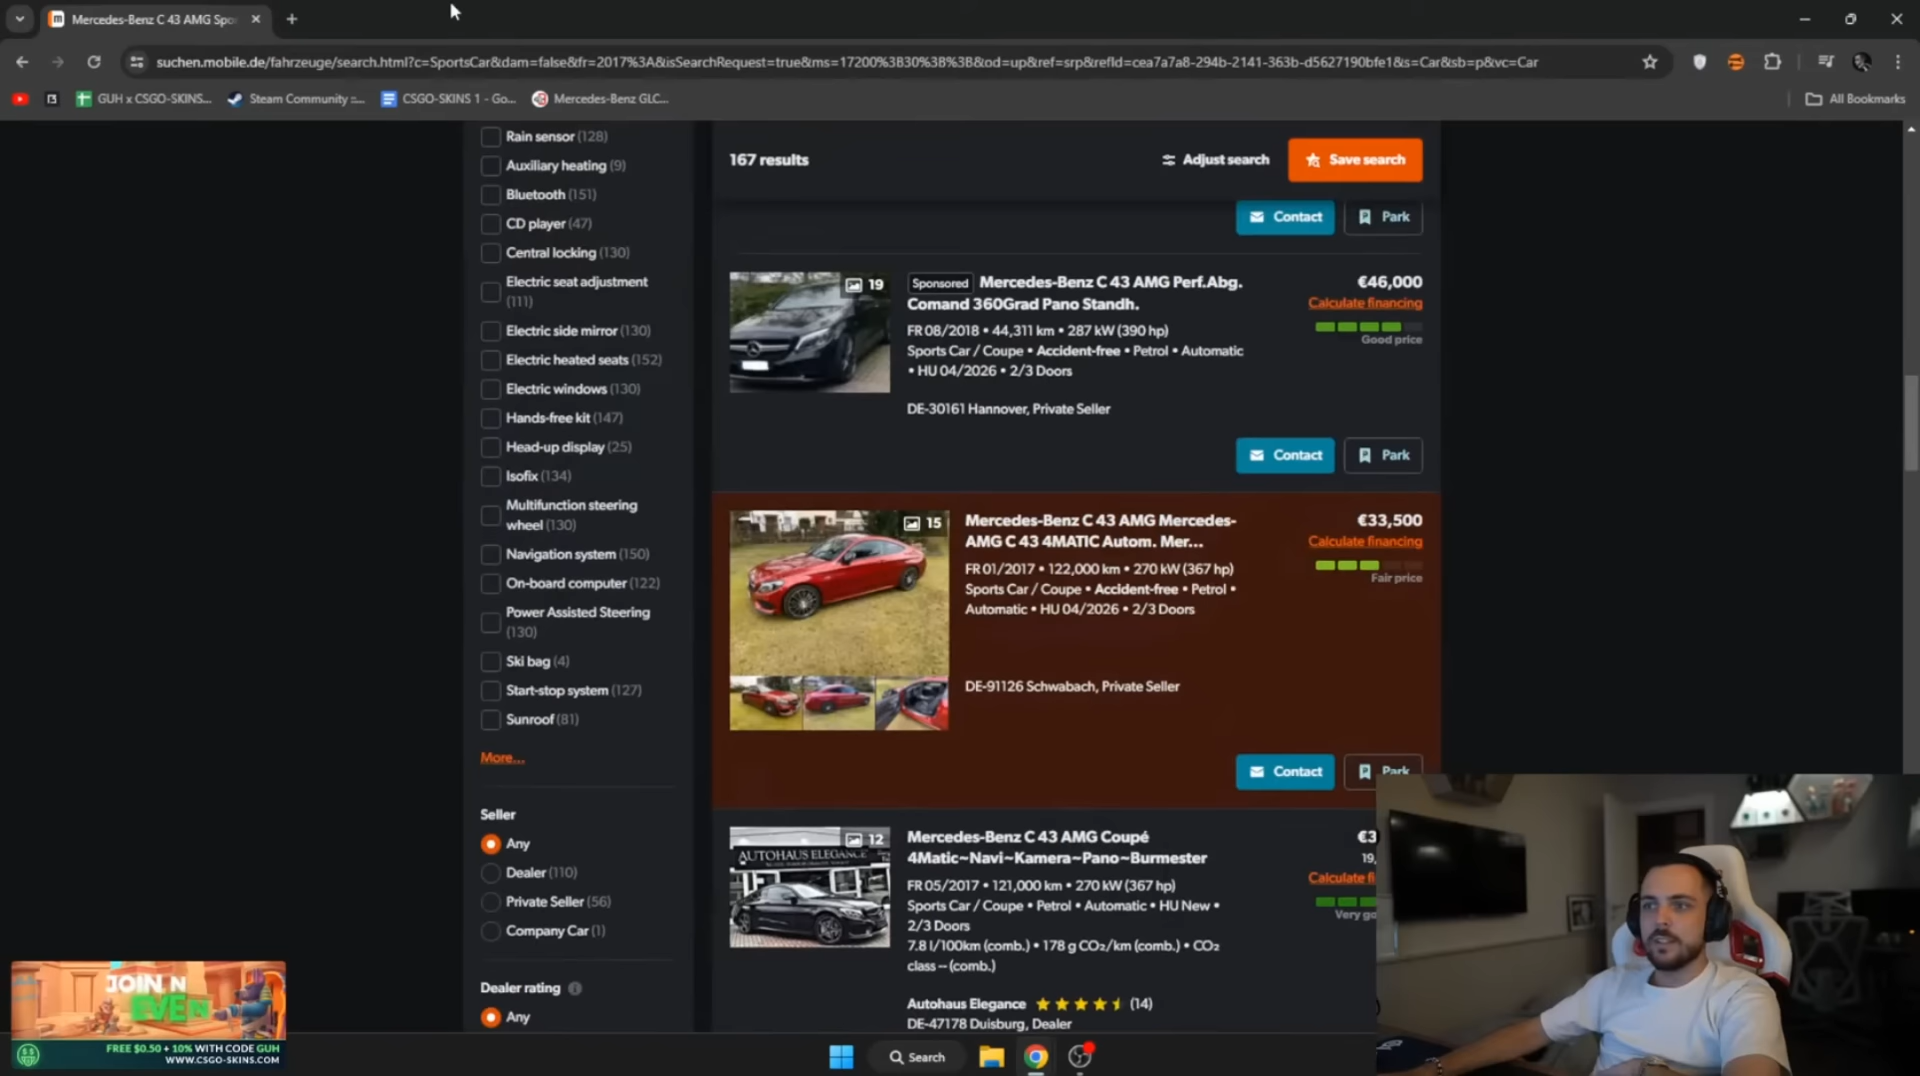 Mercedes-Benz C 43 AMG Spo
suchen.mobile.de/fahrzeuge/search.html?c=SportsCar&dam=false&fr=2017%3A&isSearchRequest=true&ms=17200%3B30%3B%3B&od=up&ref=srp&refId=cea7a7a8-294b-2141-363b-d5627190bfe1&s=Car&sb=p&vc=Car
GUH x CSGO-SKINS...
Steam Community ::...
CSGO-SKINS 1 - Go...
Mercedes-Benz GLC...
All Bookmarks
Rain sensor (128)
Auxiliary heating (9)
Bluetooth (151)
CD player (47)
Central locking (130)
Electric seat adjustment
(111)
Electric side mirror (130)
Electric heated seats (152)
Electric windows (130)
Hands-free kit (147)
Head-up display (25)
Isofix (134)
Multifunction steering
wheel (130)
Navigation system (150)
On-board computer (122)
Power Assisted Steering
(130)
Ski bag (4)
Start-stop system (127)
Sunroof (81)
More...
Seller
Any
Dealer (110)
Private Seller (56)
Company Car (1)
Dealer rating
Any
167 results
Adjust search
Save search
Contact
Park
19
Sponsored Mercedes-Benz C 43 AMG Perf.Abg.
Comand 360Grad Pano Standh.
€46,000
Calculate financing
Good price
FR 08/2018 • 44,311 km • 287 kW (390 hp)
Sports Car / Coupe • Accident-free • Petrol • Automatic
• HU 04/2026 • 2/3 Doors
DE-30161 Hannover, Private Seller
Contact
Park
15
Mercedes-Benz C 43 AMG Mercedes-
AMG C 43 4MATIC Autom. Mer...
€33,500
Calculate financing
Fair price
FR 01/2017 • 122,000 km • 270 kW (367 hp)
Sports Car / Coupe • Accident-free • Petrol •
Automatic • HU 04/2026 • 2/3 Doors
DE-91126 Schwabach, Private Seller
Contact
Park
12
AUTOHAUS ELEGANCE
Mercedes-Benz C 43 AMG Coupé
4Matic~Navi~Kamera~Pano~Burmester
€3
19,
Calculate fi
Very go
FR 05/2017 • 121,000 km • 270 kW (367 hp)
Sports Car / Coupe • Petrol • Automatic • HU New •
2/3 Doors
7.8 l/100km (comb.) • 178 g CO₂/km (comb.) • CO₂
class -- (comb.)
Autohaus Elegance (14)
DE-47178 Duisburg, Dealer
JOIN N
EVEN
FREE $0.50 + 10% WITH CODE GUH
WWW.CSGO-SKINS.COM
Search